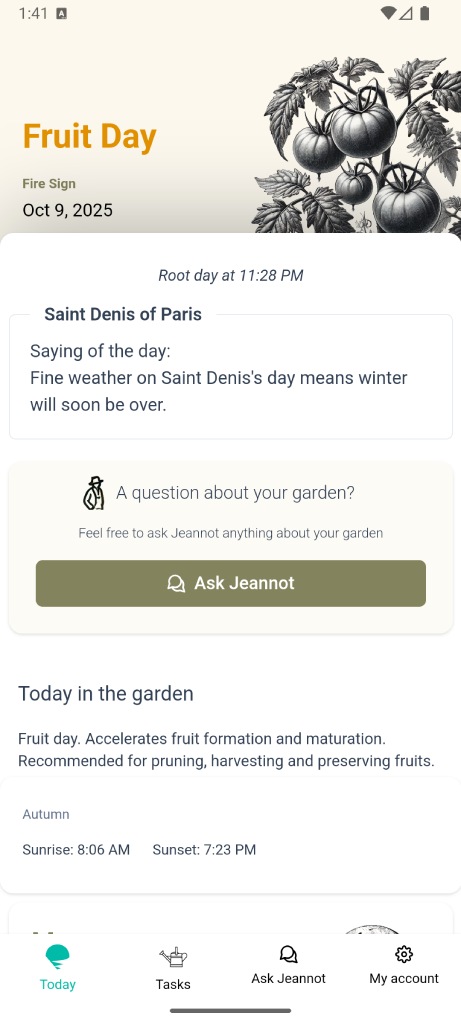 1:41 A
Fruit Day
Fire Sign
Oct 9, 2025
Root day at 11:28 PM
Saint Denis of Paris
Saying of the day:
Fine weather on Saint Denis's day means winter
will soon be over.
A question about your garden?
Feel free to ask Jeannot anything about your garden
Ask Jeannot
Today in the garden
Fruit day. Accelerates fruit formation and maturation.
Recommended for pruning, harvesting and preserving fruits.
Autumn
Sunrise: 8:06 AM Sunset: 7:23 PM
Today Tasks Ask Jeannot My account